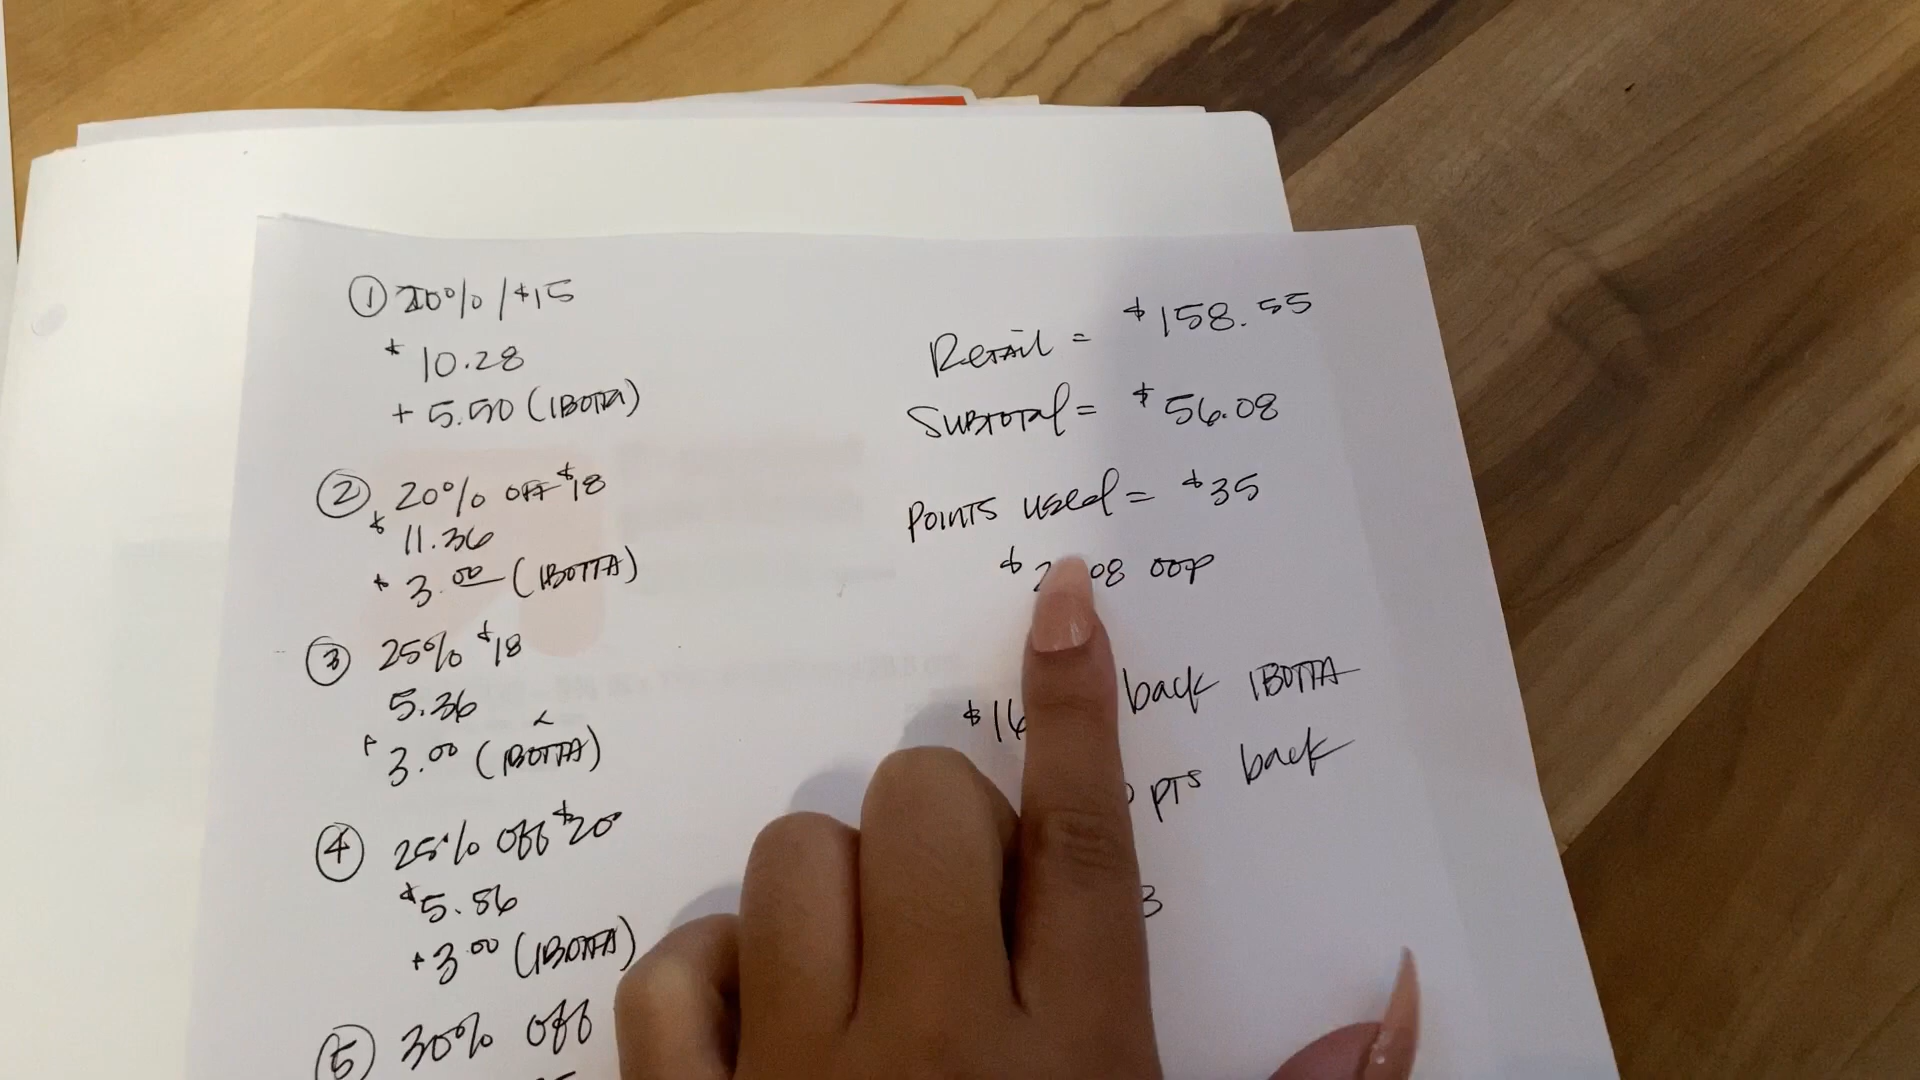 ① 20% / $15
$10.28
+ 5.50 (IBOTTA)
② 20% OFF $18
$11.36
+ 3.00 (IBOTTA)
③ 25% $18
5.36
+ 3.00 (IBOTTA)
④ 25% Off $20
$5.86
+ 3.00 (IBOTTA)
⑤ 30% Off
Retail = $158.55
Subtotal = $56.08
Points used = $35
08 OOP
back IBOTTA
PTS back
3